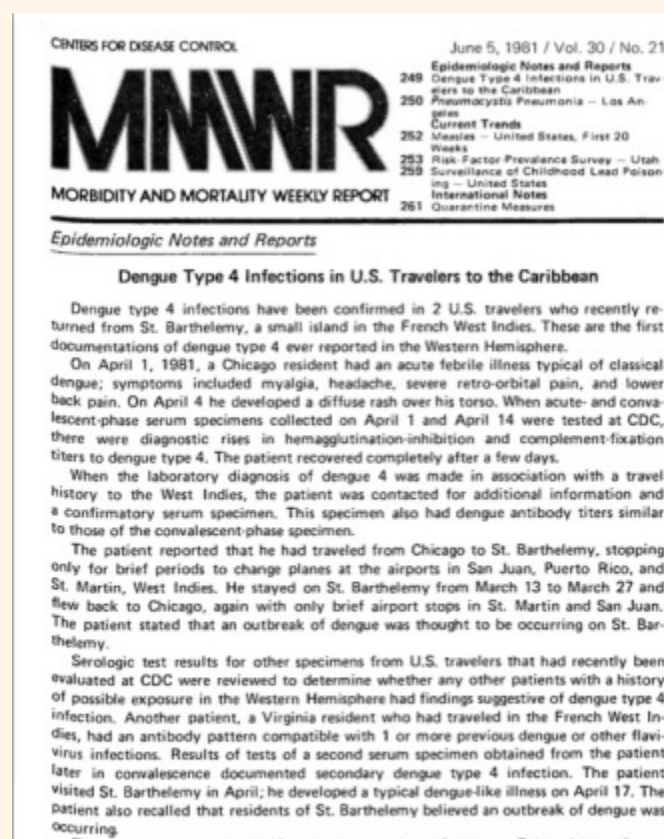 CENTERS FOR DISEASE CONTROL
June 5, 1981 / Vol. 30 / No. 21
MMWR
MORBIDITY AND MORTALITY WEEKLY REPORT
Epidemiologic Notes and Reports
249 Dengue Type 4 Infections in U.S. Trav-
elers to the Caribbean
250 Pneumocystis Pneumonia – Los An-
geles
Current Trends
252 Measles – United States, First 20
Weeks
253 Risk-Factor-Prevalence Survey – Utah
259 Surveillance of Childhood Lead Poison-
ing – United States
International Notes
261 Quarantine Measures
Epidemiologic Notes and Reports
Dengue Type 4 Infections in U.S. Travelers to the Caribbean
Dengue type 4 infections have been confirmed in 2 U.S. travelers who recently re-
turned from St. Barthelemy, a small island in the French West Indies. These are the first
documentations of dengue type 4 ever reported in the Western Hemisphere.
On April 1, 1981, a Chicago resident had an acute febrile illness typical of classical
dengue; symptoms included myalgia, headache, severe retro-orbital pain, and lower
back pain. On April 4 he developed a diffuse rash over his torso. When acute- and conva-
lescent-phase serum specimens collected on April 1 and April 14 were tested at CDC,
there were diagnostic rises in hemagglutination-inhibition and complement-fixation
titers to dengue type 4. The patient recovered completely after a few days.
When the laboratory diagnosis of dengue 4 was made in association with a travel
history to the West Indies, the patient was contacted for additional information and
a confirmatory serum specimen. This specimen also had dengue antibody titers similar
to those of the convalescent-phase specimen.
The patient reported that he had traveled from Chicago to St. Barthelemy, stopping
only for brief periods to change planes at the airports in San Juan, Puerto Rico, and
St. Martin, West Indies. He stayed on St. Barthelemy from March 13 to March 27 and
flew back to Chicago, again with only brief airport stops in St. Martin and San Juan.
The patient stated that an outbreak of dengue was thought to be occurring on St. Bar-
thelemy.
Serologic test results for other specimens from U.S. travelers that had recently been
evaluated at CDC were reviewed to determine whether any other patients with a history
of possible exposure in the Western Hemisphere had findings suggestive of dengue type 4
infection. Another patient, a Virginia resident who had traveled in the French West In-
dies, had an antibody pattern compatible with 1 or more previous dengue or other flavi-
virus infections. Results of tests of a second serum specimen obtained from the patient
later in convalescence documented secondary dengue type 4 infection. The patient
visited St. Barthelemy in April; he developed a typical dengue-like illness on April 17. The
patient also recalled that residents of St. Barthelemy believed an outbreak of dengue was
occurring.